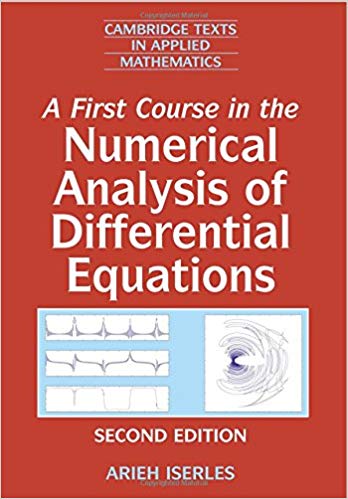 CAMBRIDGE TEXTS
IN APPLIED
MATHEMATICS
A First Course in the
Numerical
Analysis of
Differential
Equations
SECOND EDITION
ARIEH ISERLES